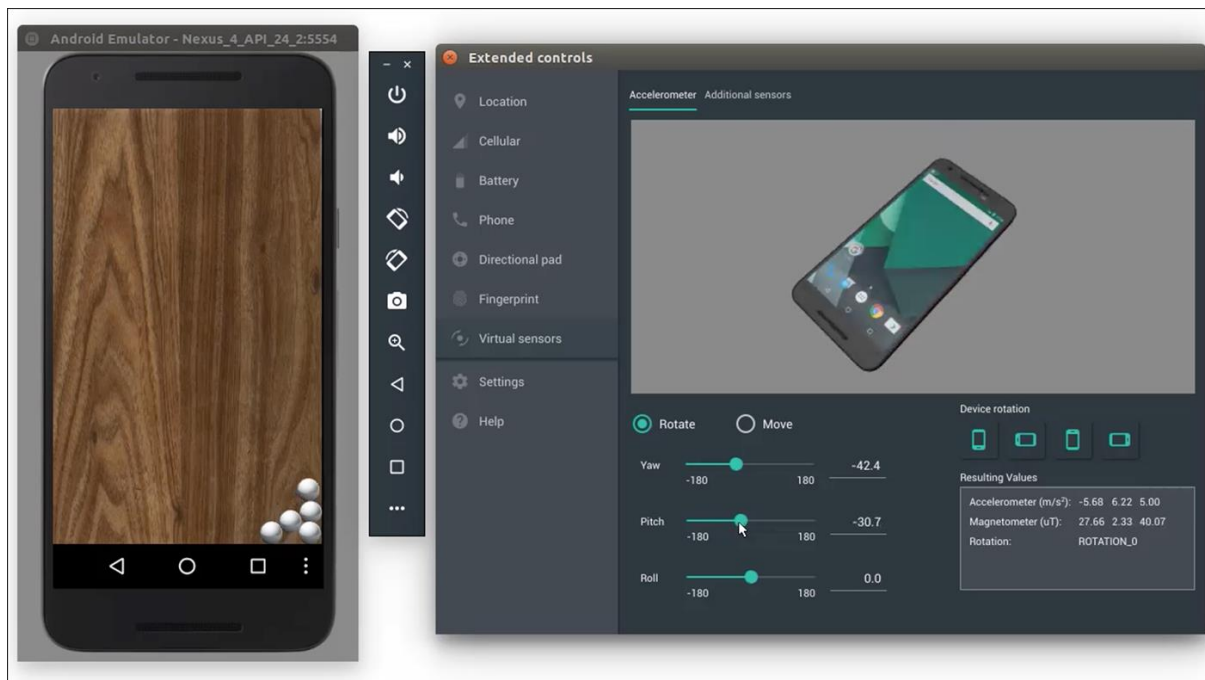 Android Emulator - Nexus_4_API_24_2:5554
Extended controls
Location
Cellular
Battery
Phone
Directional pad
Fingerprint
Virtual sensors
Settings
Help
Accelerometer Additional sensors
Rotate Move
Yaw -42.4
-180 180
Pitch -30.7
-180 180
Roll 0.0
-180 180
Device rotation
Resulting Values
Accelerometer (m/s²): -5.68 6.22 5.00
Magnetometer (uT): 27.66 2.33 40.07
Rotation: ROTATION_0